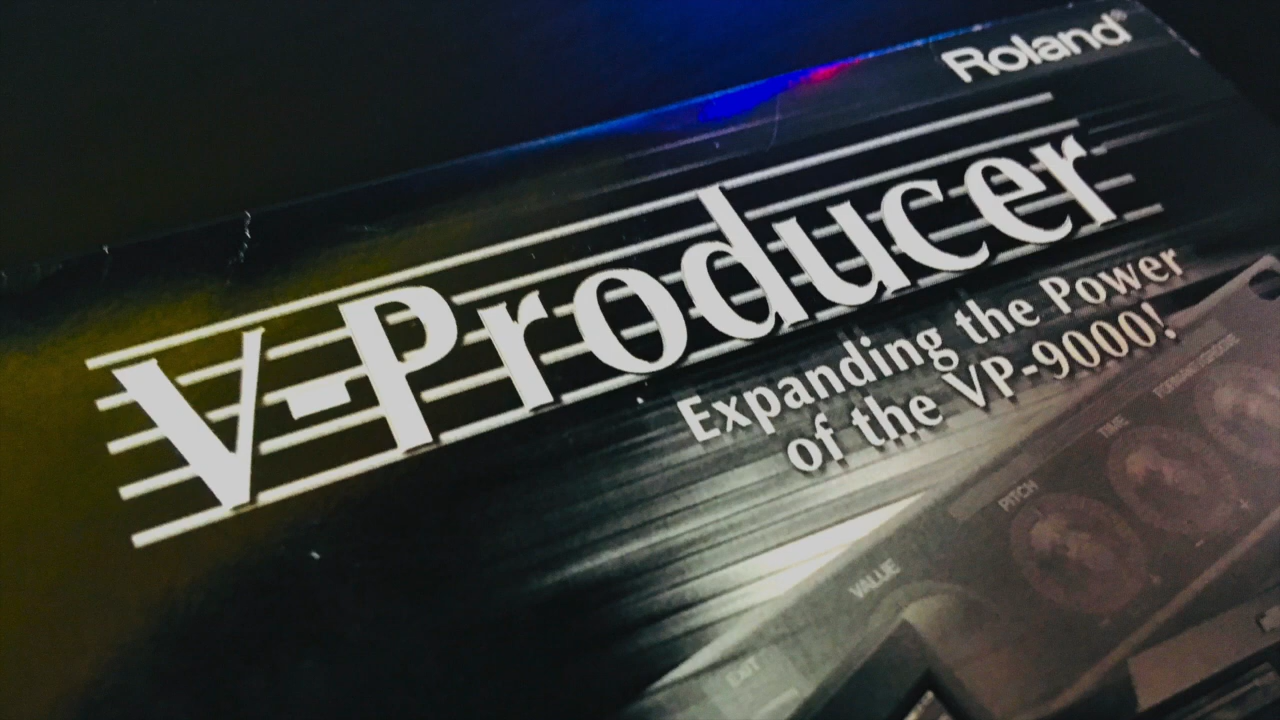 Roland®
V-Producer
Expanding the Power
of the VP-9000!
TIME
PITCH
VALUE
EXIT